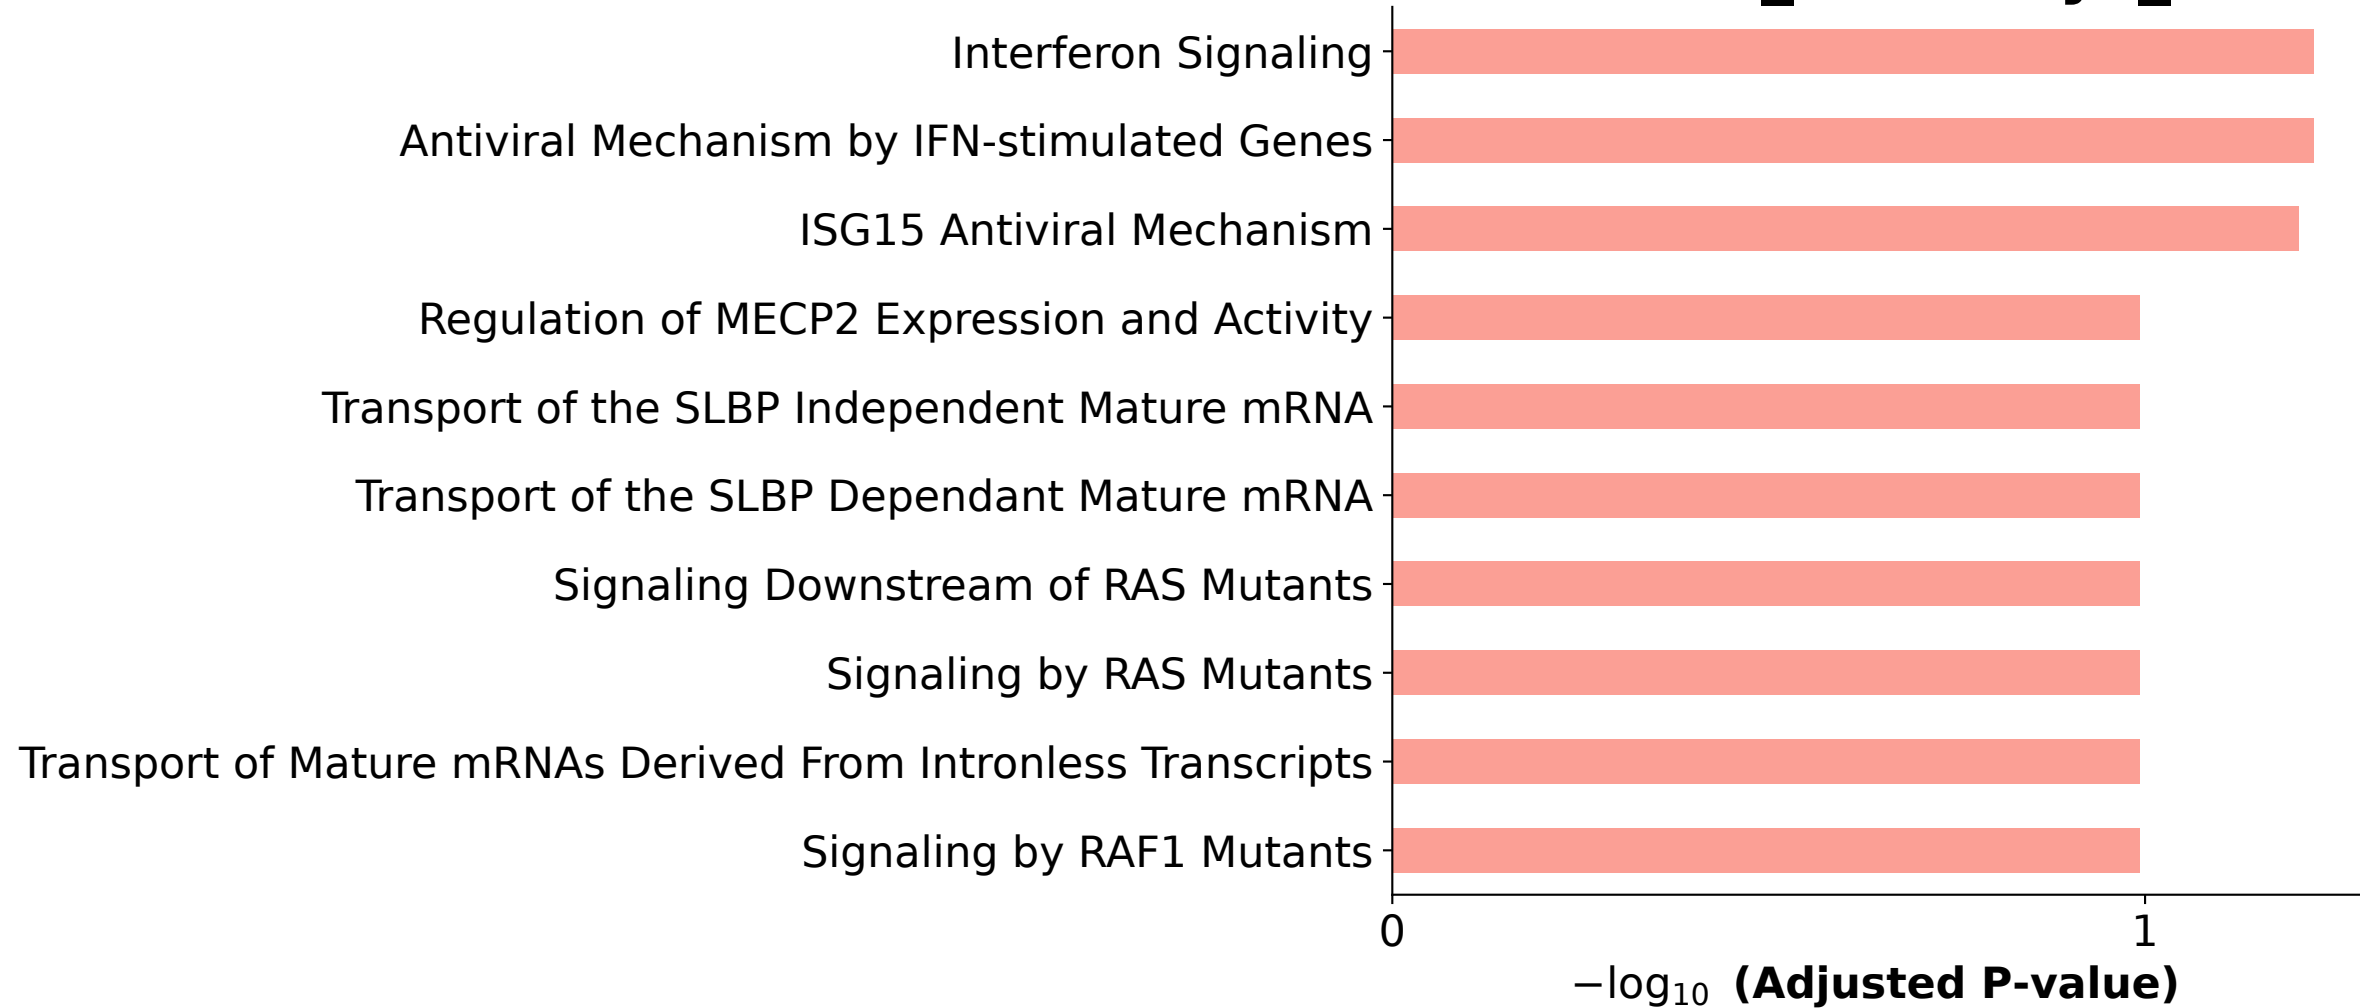 Interferon Signaling
Antiviral Mechanism by IFN-stimulated Genes
ISG15 Antiviral Mechanism
Regulation of MECP2 Expression and Activity
Transport of the SLBP Independent Mature mRNA
Transport of the SLBP Dependant Mature mRNA
Signaling Downstream of RAS Mutants
Signaling by RAS Mutants
Transport of Mature mRNAs Derived From Intronless Transcripts
Signaling by RAF1 Mutants
0 1
−log₁₀ (Adjusted P-value)